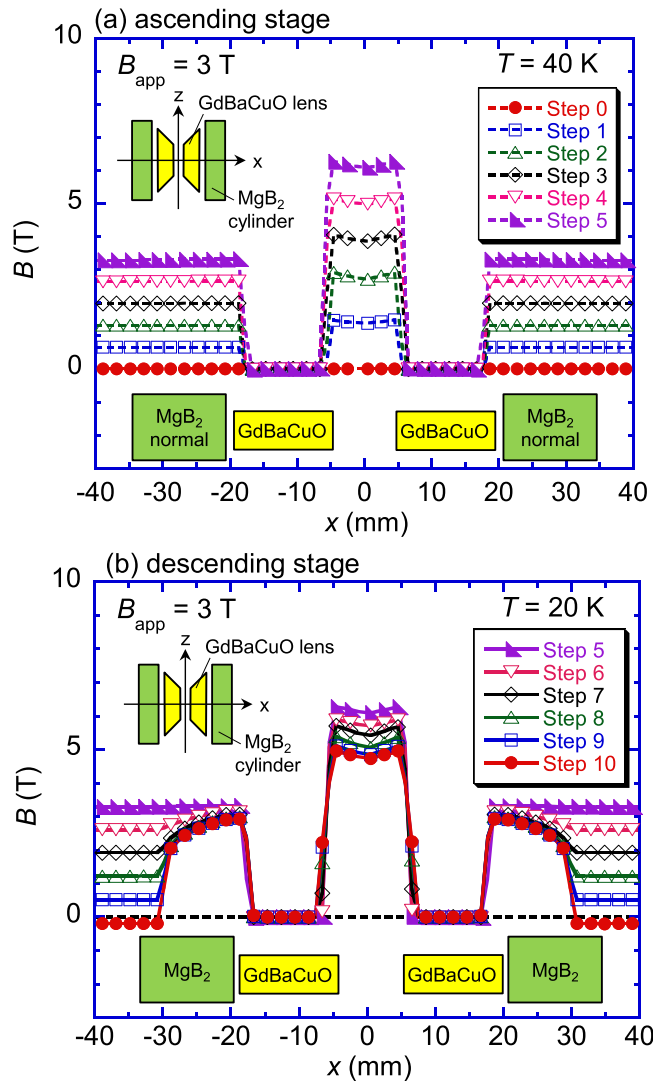 (a) ascending stage
10
5
0
B (T)
B_app = 3 T
T = 40 K
z
GdBaCuO lens
x
MgB₂
cylinder
Step 0
Step 1
Step 2
Step 3
Step 4
Step 5
MgB₂
normal
GdBaCuO
GdBaCuO
MgB₂
normal
-40 -30 -20 -10 0 10 20 30 40
x (mm)
(b) descending stage
10
5
0
B (T)
B_app = 3 T
T = 20 K
z
GdBaCuO lens
x
MgB₂
cylinder
Step 5
Step 6
Step 7
Step 8
Step 9
Step 10
MgB₂
GdBaCuO
GdBaCuO
MgB₂
-40 -30 -20 -10 0 10 20 30 40
x (mm)